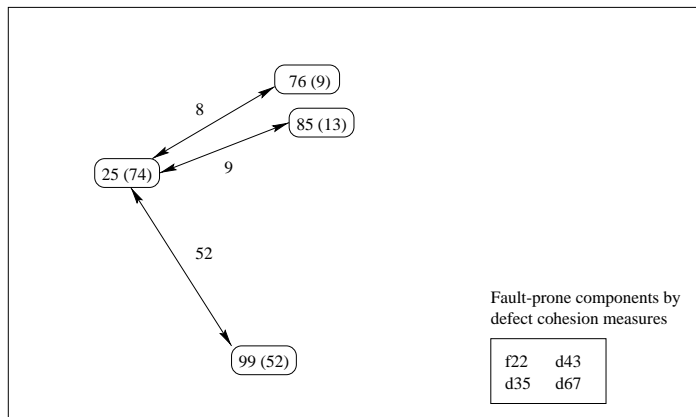 76 (9)
8
85 (13)
25 (74)
9
52
99 (52)
Fault-prone components by
defect cohesion measures
f22 d43
d35 d67